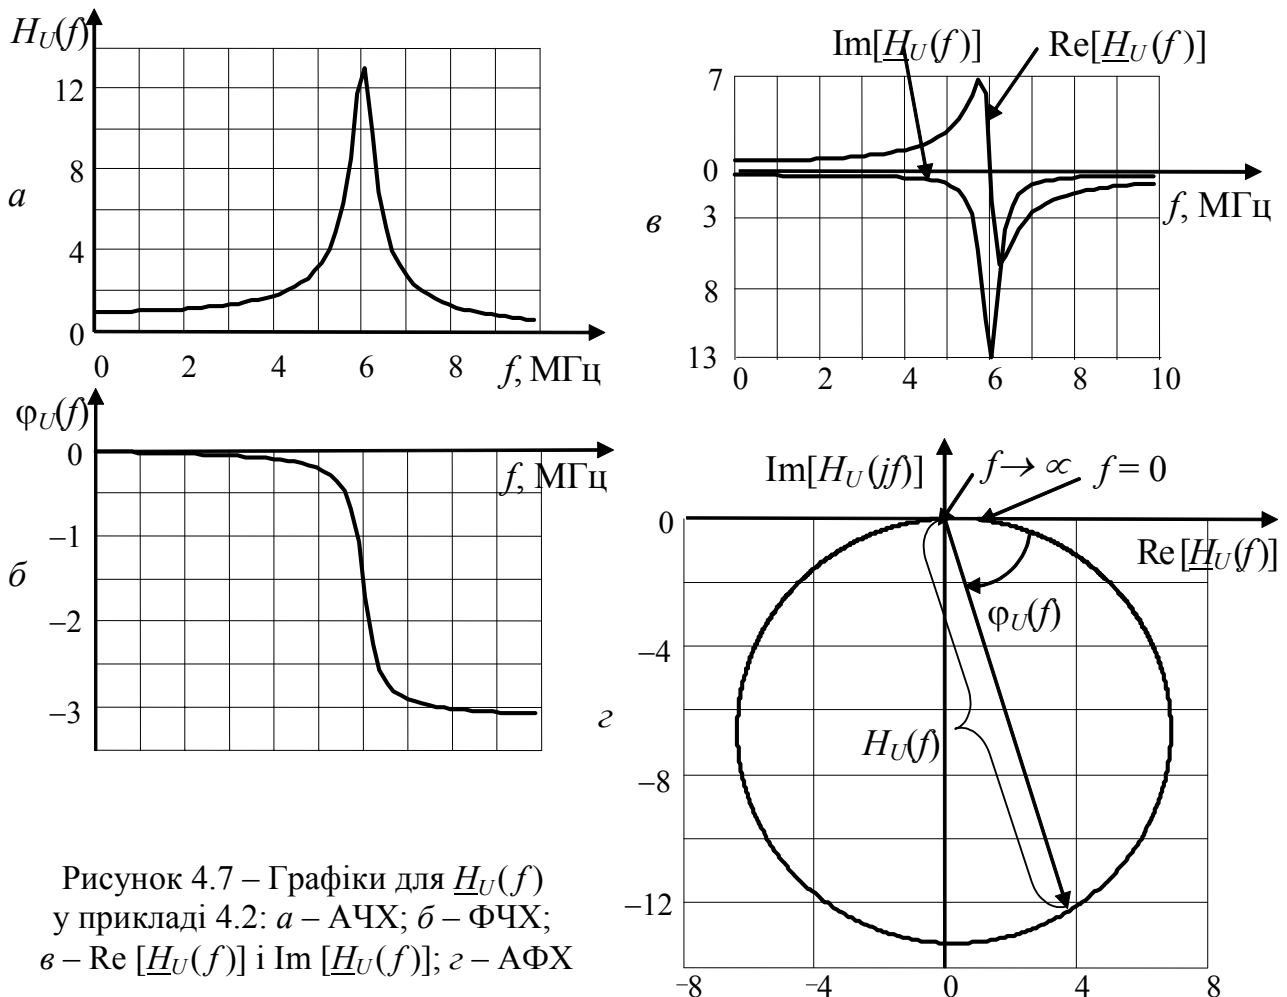 H_U(f)
12
8
4
0
0 2 4 6 8 f, МГц
а
Im[H_U(f)] Re[H_U(f)]
7
0
3
8
13
f, МГц
0 2 4 6 8 10
в
φ_U(f)
0
−1
−2
−3
f, МГц
б
Im[H_U(jf)] f→∝ f = 0
0
−4
−8
−12
Re[H_U(f)]
φ_U(f)
H_U(f)
−8 −4 0 4 8
г
Рисунок 4.7 – Графіки для H_U(f)
у прикладі 4.2: а – АЧХ; б – ФЧХ;
в – Re [H_U(f)] і Im [H_U(f)]; г – АФХ